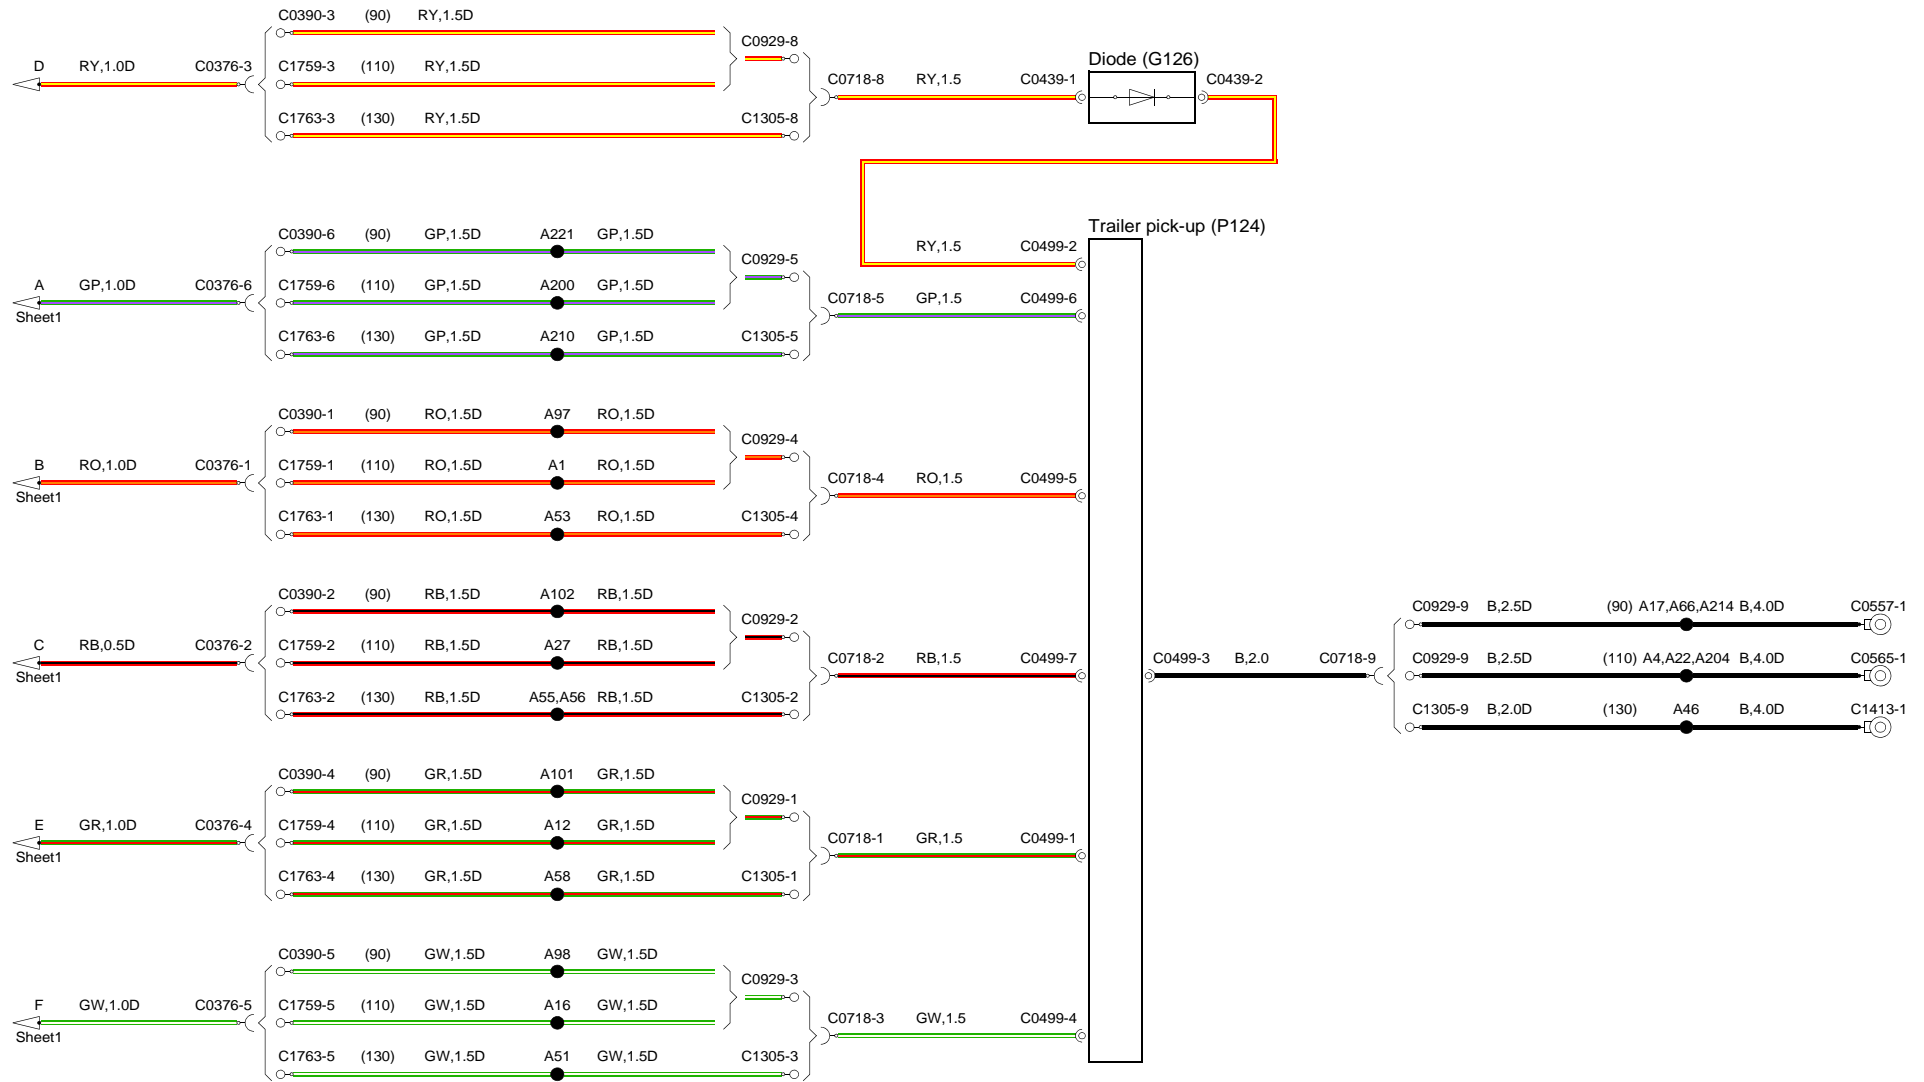 C0390-3 (90) RY,1.5D
C0929-8
D RY,1.0D C0376-3 C1759-3 (110) RY,1.5D
Diode (G126)
C0718-8 RY,1.5 C0439-1 C0439-2
C1763-3 (130) RY,1.5D C1305-8
Trailer pick-up (P124)
C0390-6 (90) GP,1.5D A221 GP,1.5D
RY,1.5 C0499-2
C0929-5
A GP,1.0D C0376-6 C1759-6 (110) GP,1.5D A200 GP,1.5D
Sheet1
C0718-5 GP,1.5 C0499-6
C1763-6 (130) GP,1.5D A210 GP,1.5D C1305-5
C0390-1 (90) RO,1.5D A97 RO,1.5D
C0929-4
B RO,1.0D C0376-1 C1759-1 (110) RO,1.5D A1 RO,1.5D
Sheet1
C0718-4 RO,1.5 C0499-5
C1763-1 (130) RO,1.5D A53 RO,1.5D C1305-4
C0390-2 (90) RB,1.5D A102 RB,1.5D
C0929-2
C RB,0.5D C0376-2 C1759-2 (110) RB,1.5D A27 RB,1.5D
Sheet1
C0718-2 RB,1.5 C0499-7
C1763-2 (130) RB,1.5D A55,A56 RB,1.5D C1305-2
C0929-9 B,2.5D (90) A17,A66,A214 B,4.0D C0557-1
C0499-3 B,2.0 C0718-9 C0929-9 B,2.5D (110) A4,A22,A204 B,4.0D C0565-1
C1305-9 B,2.0D (130) A46 B,4.0D C1413-1
C0390-4 (90) GR,1.5D A101 GR,1.5D
C0929-1
E GR,1.0D C0376-4 C1759-4 (110) GR,1.5D A12 GR,1.5D
Sheet1
C0718-1 GR,1.5 C0499-1
C1763-4 (130) GR,1.5D A58 GR,1.5D C1305-1
C0390-5 (90) GW,1.5D A98 GW,1.5D
C0929-3
F GW,1.0D C0376-5 C1759-5 (110) GW,1.5D A16 GW,1.5D
Sheet1
C0718-3 GW,1.5 C0499-4
C1763-5 (130) GW,1.5D A51 GW,1.5D C1305-3